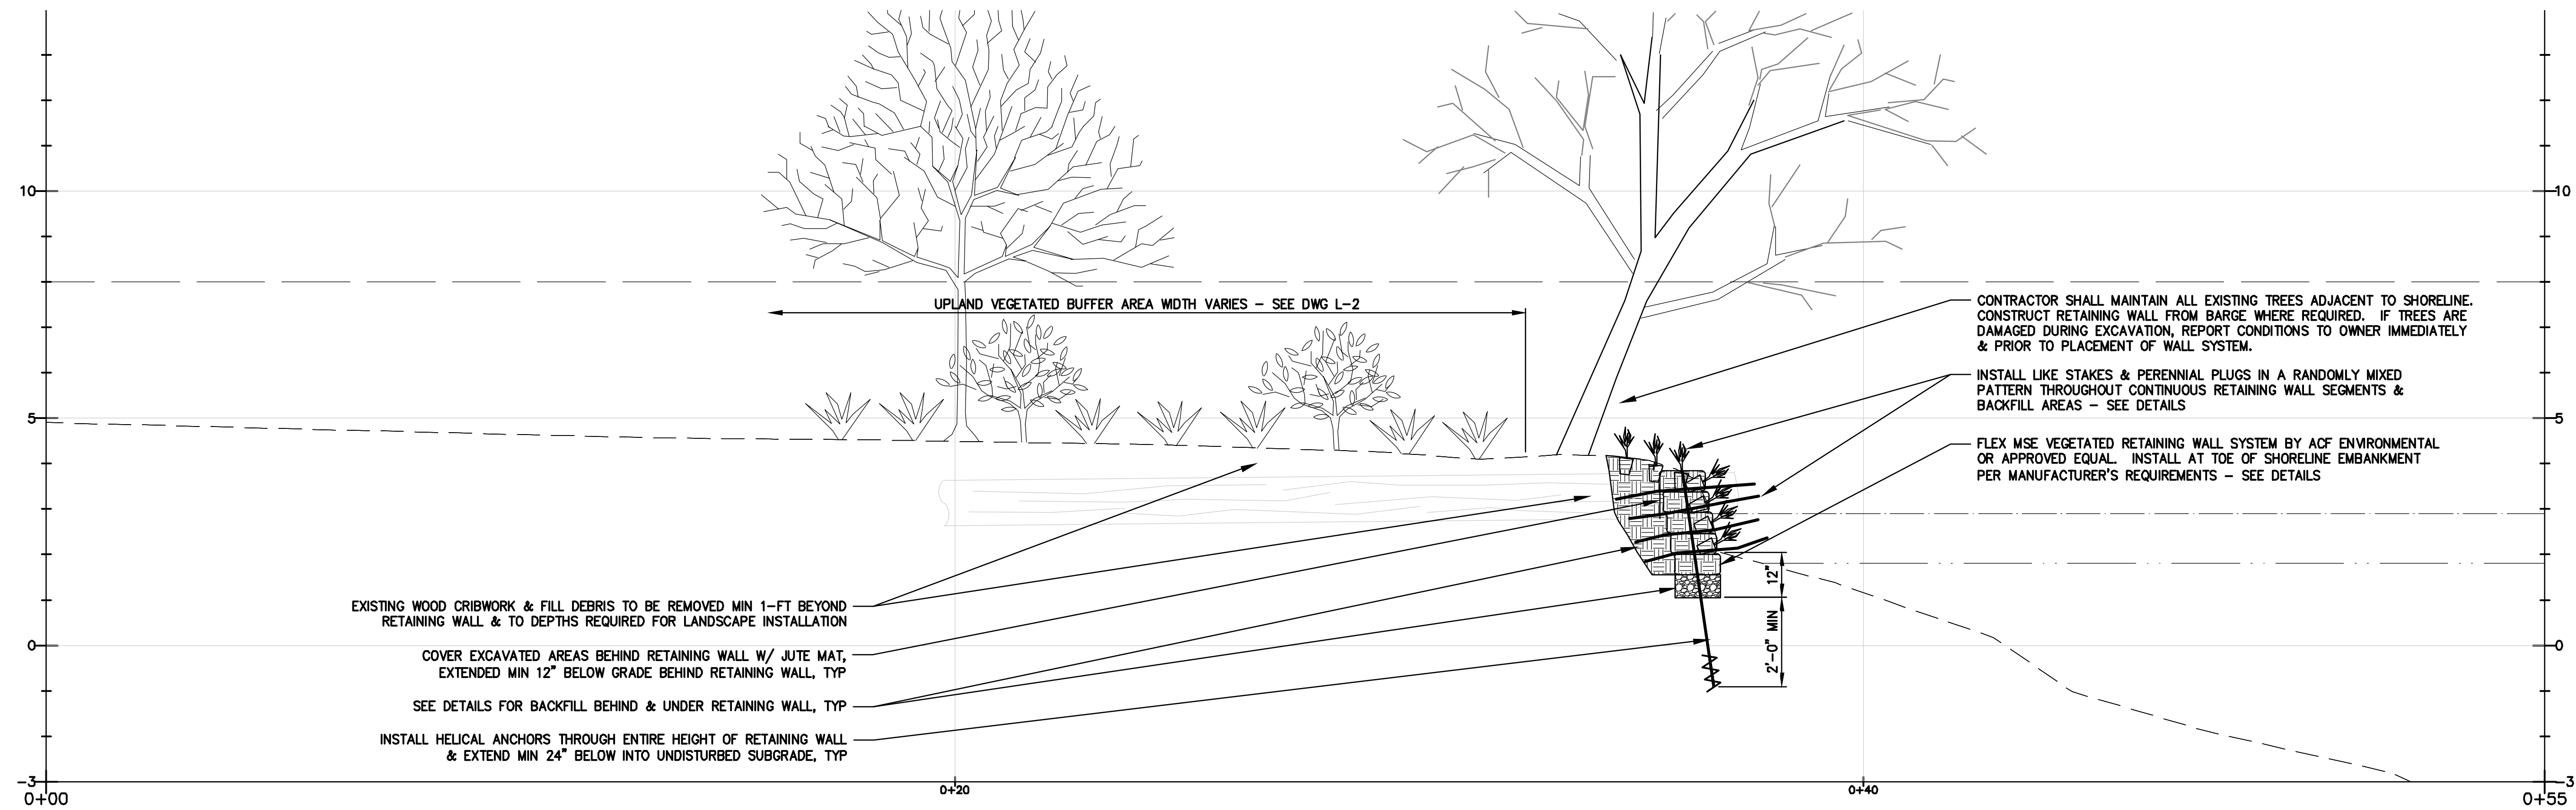 10
10
UPLAND VEGETATED BUFFER AREA WIDTH VARIES - SEE DWG L-2
CONTRACTOR SHALL MAINTAIN ALL EXISTING TREES ADJACENT TO SHORELINE.
CONSTRUCT RETAINING WALL FROM BARGE WHERE REQUIRED. IF TREES ARE
DAMAGED DURING EXCAVATION, REPORT CONDITIONS TO OWNER IMMEDIATELY
& PRIOR TO PLACEMENT OF WALL SYSTEM.
INSTALL LIKE STAKES & PERENNIAL PLUGS IN A RANDOMLY MIXED
PATTERN THROUGHOUT CONTINUOUS RETAINING WALL SEGMENTS &
BACKFILL AREAS - SEE DETAILS
5
5
FLEX MSE VEGETATED RETAINING WALL SYSTEM BY ACF ENVIRONMENTAL
OR APPROVED EQUAL. INSTALL AT TOE OF SHORELINE EMBANKMENT
PER MANUFACTURER'S REQUIREMENTS - SEE DETAILS
12"
2'-0" MIN
EXISTING WOOD CRIBWORK & FILL DEBRIS TO BE REMOVED MIN 1-FT BEYOND
RETAINING WALL & TO DEPTHS REQUIRED FOR LANDSCAPE INSTALLATION
0
0
COVER EXCAVATED AREAS BEHIND RETAINING WALL W/ JUTE MAT,
EXTENDED MIN 12" BELOW GRADE BEHIND RETAINING WALL, TYP
SEE DETAILS FOR BACKFILL BEHIND & UNDER RETAINING WALL, TYP
INSTALL HELICAL ANCHORS THROUGH ENTIRE HEIGHT OF RETAINING WALL
& EXTEND MIN 24" BELOW INTO UNDISTURBED SUBGRADE, TYP
-3
-3
0+00
0+20
0+40
0+55